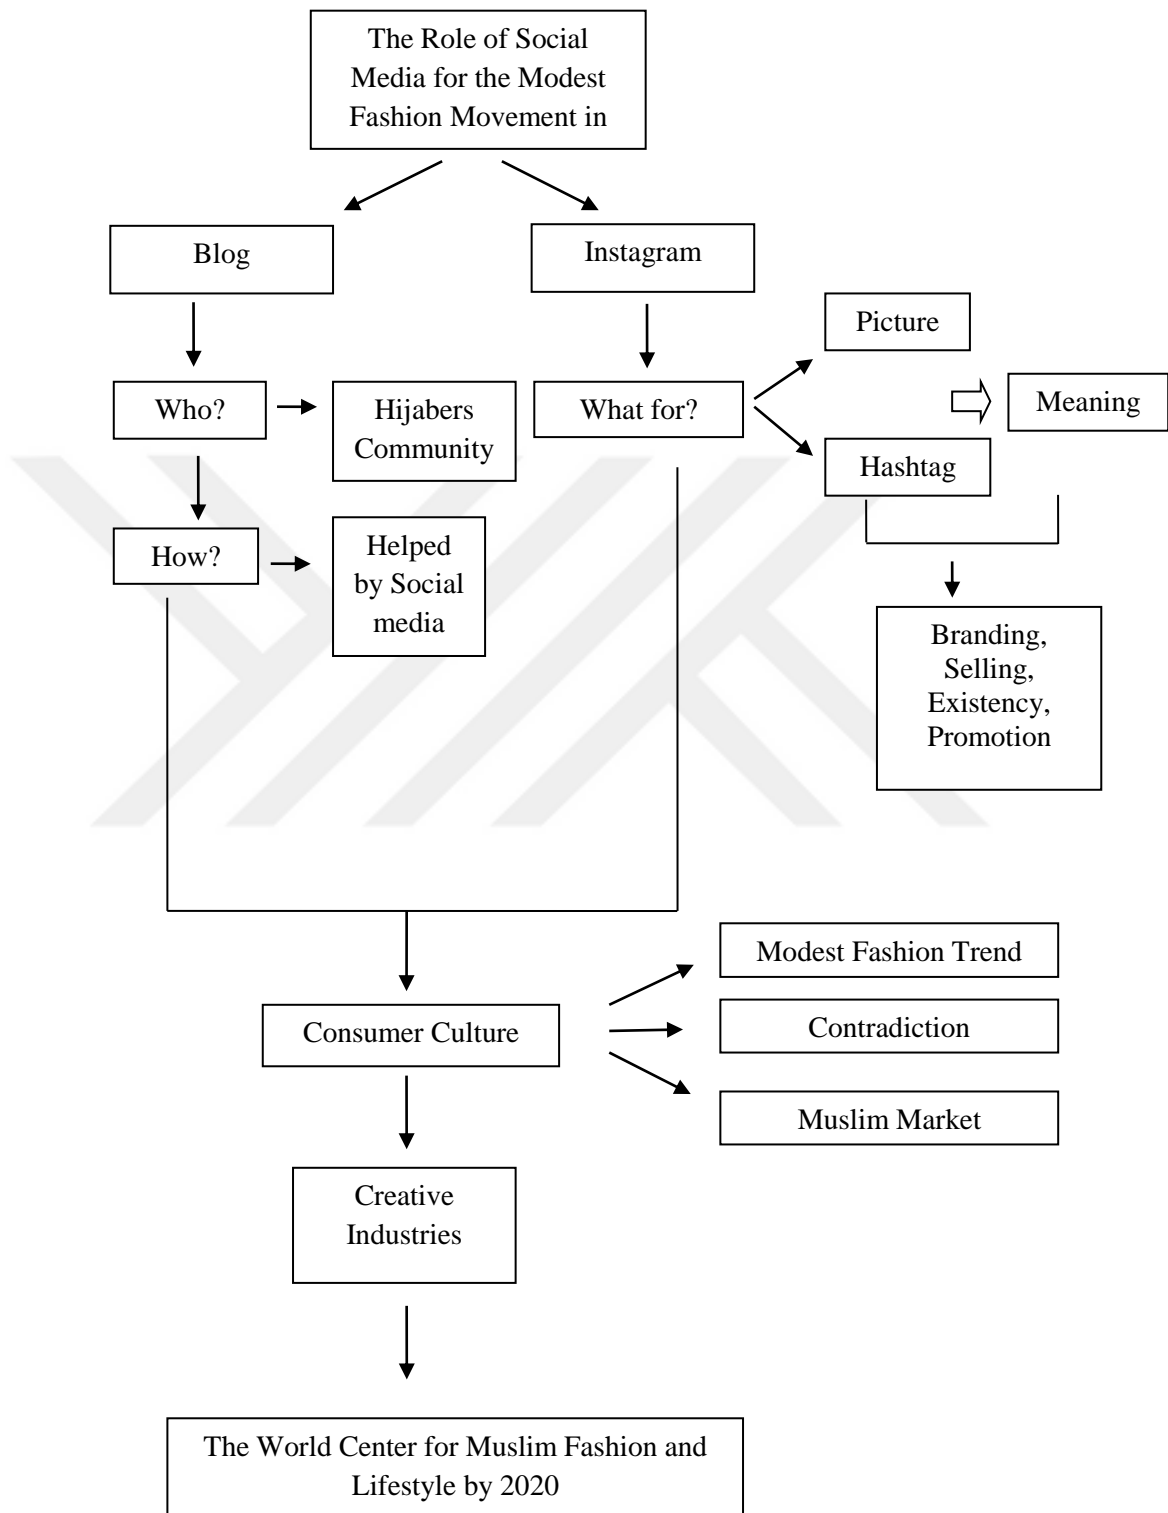 The Role of Social
Media for the Modest
Fashion Movement in
Blog
Instagram
Picture
Who?
Hijabers
Community
What for?
Meaning
Hashtag
How?
Helped
by Social
media
Branding,
Selling,
Existency,
Promotion
Modest Fashion Trend
Consumer Culture
Contradiction
Muslim Market
Creative
Industries
The World Center for Muslim Fashion and
Lifestyle by 2020